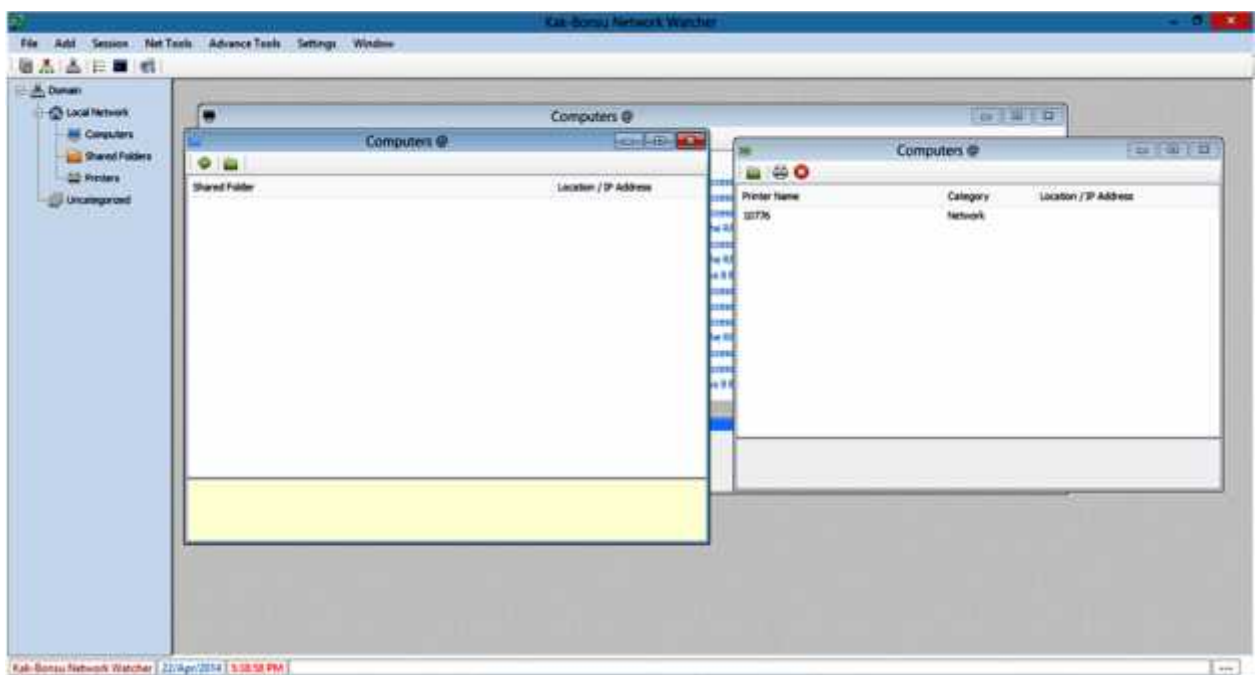 Kak-Bonsu Network Watcher
File Add Session Net Tools Advance Tools Settings Window
Domain
Local Network
Computers
Shared Folders
Printers
Uncategorized
Computers @
Computers @
Shared Folder Location / IP Address
Computers @
Printer Name Category Location / IP Address
10776 Network
Kak-Bonsu Network Watcher 22/Apr/2014 5:58:58 PM